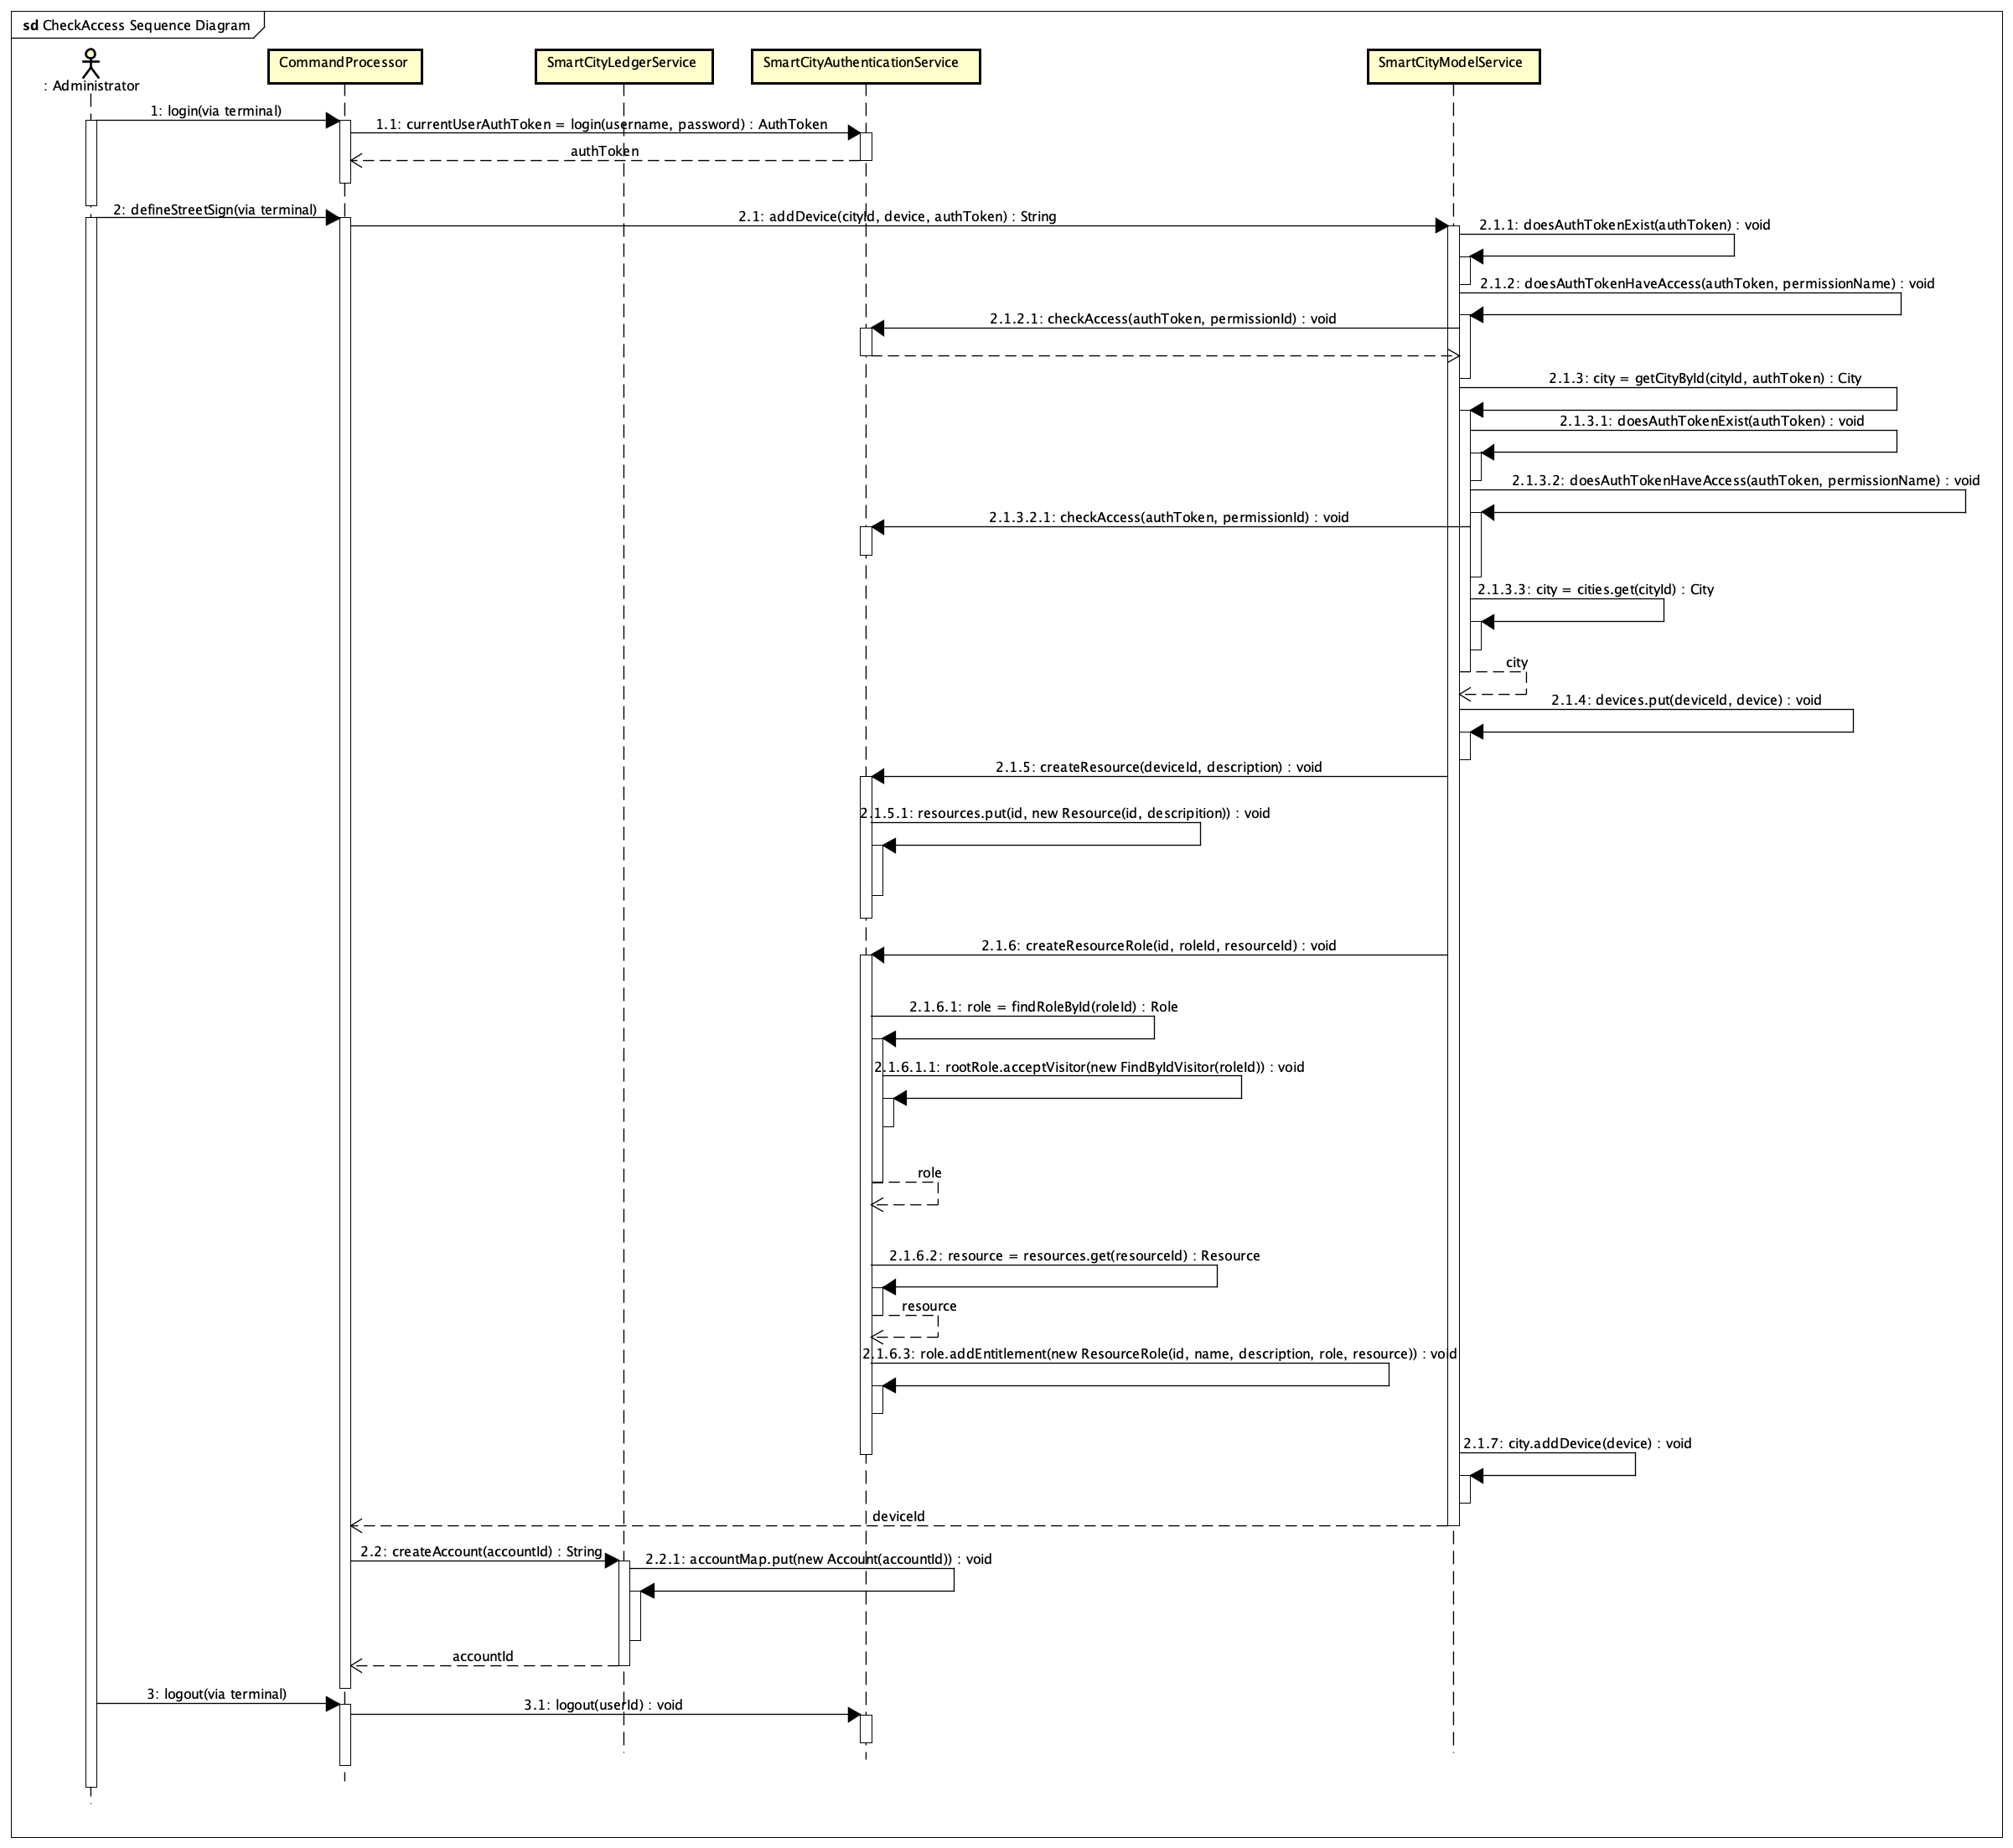 sd CheckAccess Sequence Diagram
: Administrator
CommandProcessor
SmartCityLedgerService
SmartCityAuthenticationService
SmartCityModelService
1: login(via terminal)
1.1: currentUserAuthToken = login(username, password) : AuthToken
authToken
2: defineStreetSign(via terminal)
2.1: addDevice(cityId, device, authToken) : String
2.1.1: doesAuthTokenExist(authToken) : void
2.1.2: doesAuthTokenHaveAccess(authToken, permissionName) : void
2.1.2.1: checkAccess(authToken, permissionId) : void
2.1.3: city = getCityById(cityId, authToken) : City
2.1.3.1: doesAuthTokenExist(authToken) : void
2.1.3.2: doesAuthTokenHaveAccess(authToken, permissionName) : void
2.1.3.2.1: checkAccess(authToken, permissionId) : void
2.1.3.3: city = cities.get(cityId) : City
city
2.1.4: devices.put(deviceId, device) : void
2.1.5: createResource(deviceId, description) : void
2.1.5.1: resources.put(id, new Resource(id, descripition)) : void
2.1.6: createResourceRole(id, roleId, resourceId) : void
2.1.6.1: role = findRoleById(roleId) : Role
2.1.6.1.1: rootRole.acceptVisitor(new FindByIdVisitor(roleId)) : void
role
2.1.6.2: resource = resources.get(resourceId) : Resource
resource
2.1.6.3: role.addEntitlement(new ResourceRole(id, name, description, role, resource)) : void
2.1.7: city.addDevice(device) : void
deviceId
2.2: createAccount(accountId) : String
2.2.1: accountMap.put(new Account(accountId)) : void
accountId
3: logout(via terminal)
3.1: logout(userId) : void